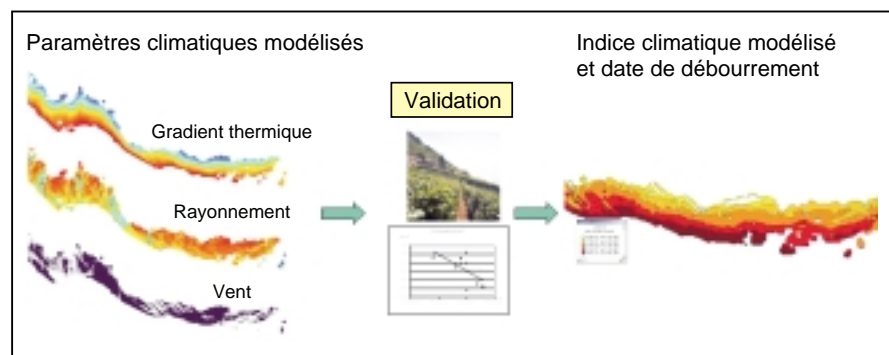 Paramètres climatiques modélisés
Indice climatique modélisé
et date de débourrement
Validation
Gradient thermique
Rayonnement
Vent